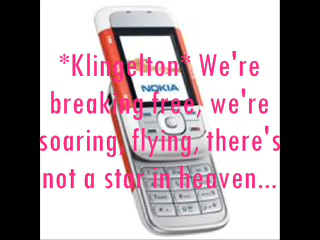 *Klingelton* We're
breaking free, we're
soaring, flying, there's
not a star in heaven...
NOKIA